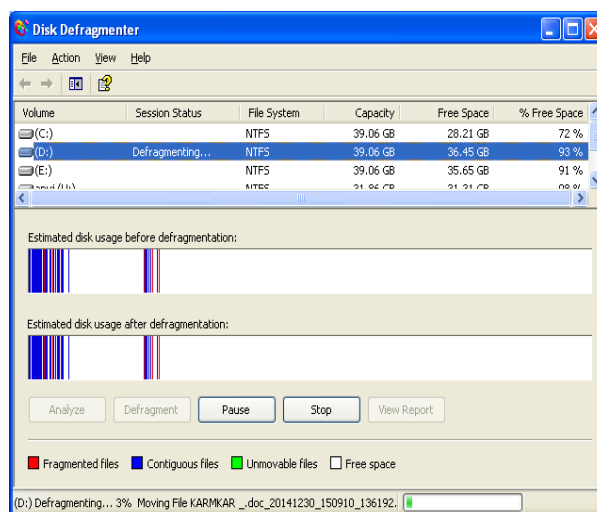 Disk Defragmenter
File Action View Help
Volume Session Status File System Capacity Free Space % Free Space
(C:) NTFS 39.06 GB 28.21 GB 72 %
(D:) Defragmenting... NTFS 39.06 GB 36.45 GB 93 %
(E:) NTFS 39.06 GB 35.65 GB 91 %
NTFS
Estimated disk usage before defragmentation:
Estimated disk usage after defragmentation:
Analyze Defragment Pause Stop View Report
Fragmented files Contiguous files Unmovable files Free space
(D:) Defragmenting... 3% Moving File KARMKAR _.doc_20141230_150910_136192.